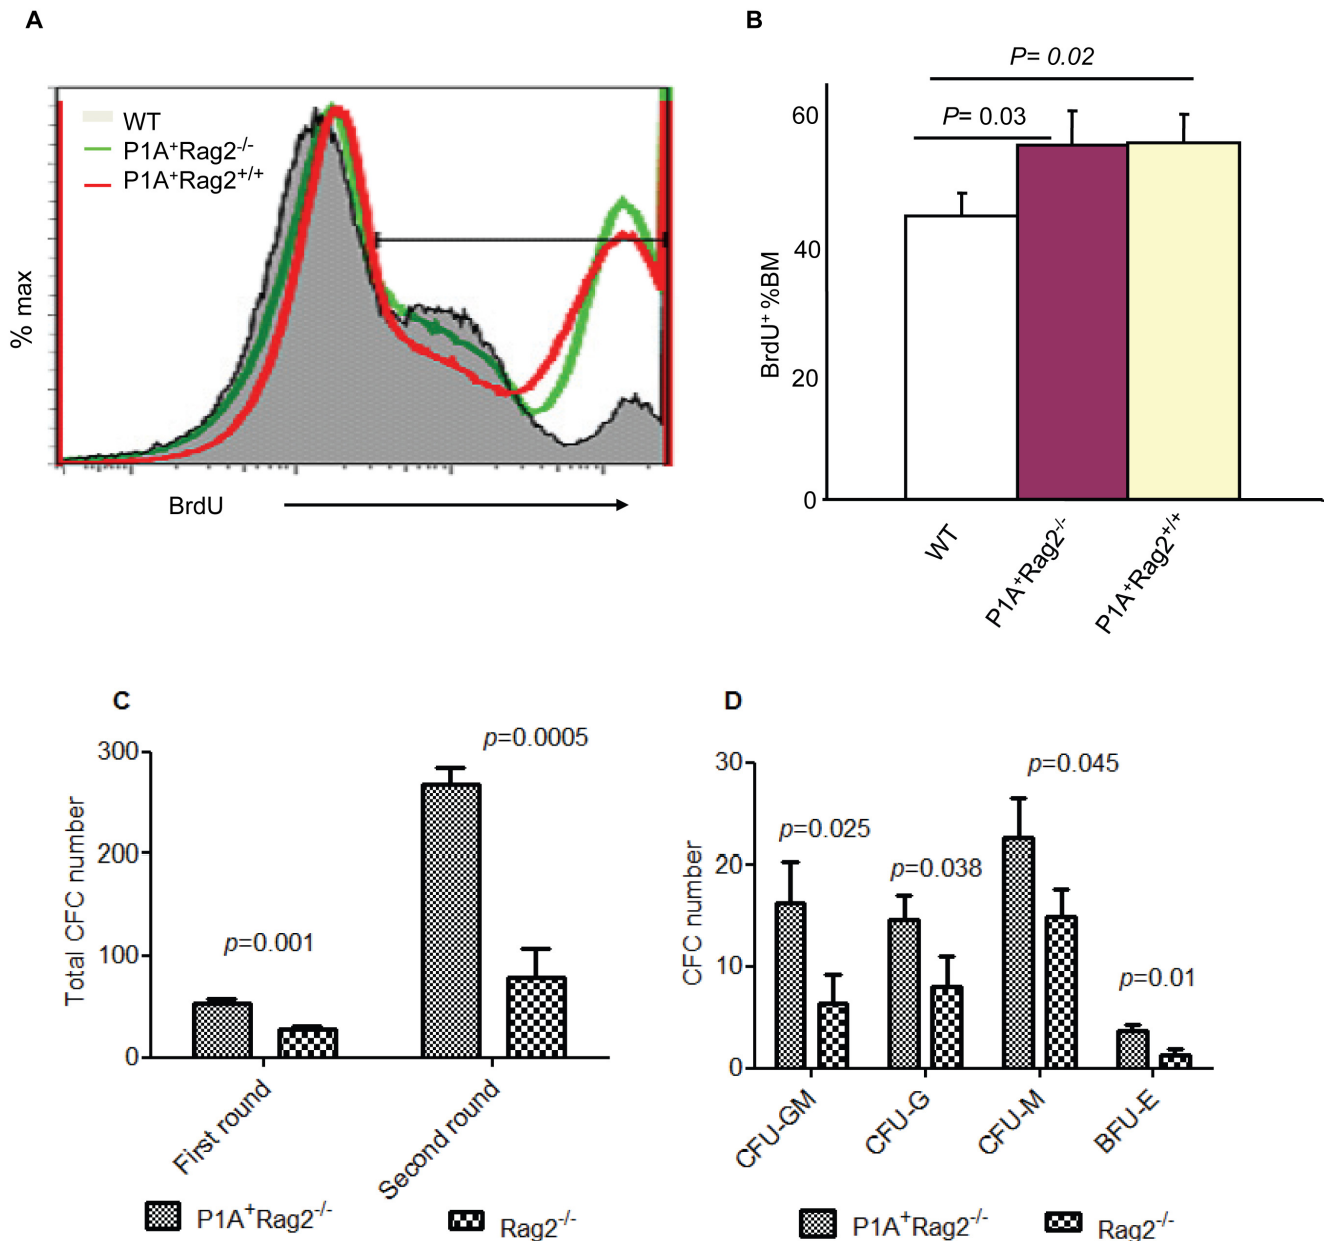 A
WT
P1A⁺Rag2⁻/⁻
P1A⁺Rag2⁺/⁺
% max
BrdU
B
P= 0.02
P= 0.03
60
40
20
0
BrdU⁺ %BM
WT
P1A⁺Rag2⁻/⁻
P1A⁺Rag2⁺/⁺
C
p=0.0005
p=0.001
300
200
100
0
Total CFC number
First round
Second round
P1A⁺Rag2⁻/⁻
Rag2⁻/⁻
D
p=0.045
p=0.025
p=0.038
p=0.01
30
20
10
0
CFC number
CFU-GM
CFU-G
CFU-M
BFU-E
P1A⁺Rag2⁻/⁻
Rag2⁻/⁻